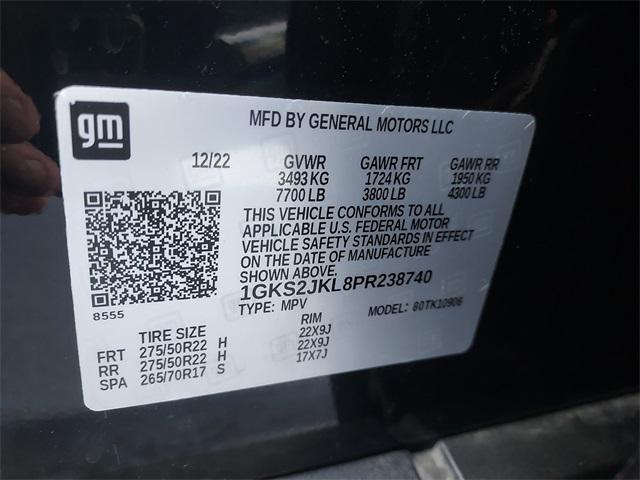 gm
MFD BY GENERAL MOTORS LLC
12/22 GVWR GAWR FRT GAWR RR
3493 KG 1724 KG 1950 KG
7700 LB 3800 LB 4300 LB
THIS VEHICLE CONFORMS TO ALL
APPLICABLE U.S. FEDERAL MOTOR
VEHICLE SAFETY STANDARDS IN EFFECT
ON THE DATE OF MANUFACTURE
SHOWN ABOVE.
1GKS2JKL8PR238740
8555
TYPE: MPV MODEL: 80TK10906
TIRE SIZE RIM
FRT 275/50R22 H 22X9J
RR 275/50R22 H 22X9J
SPA 265/70R17 S 17X7J